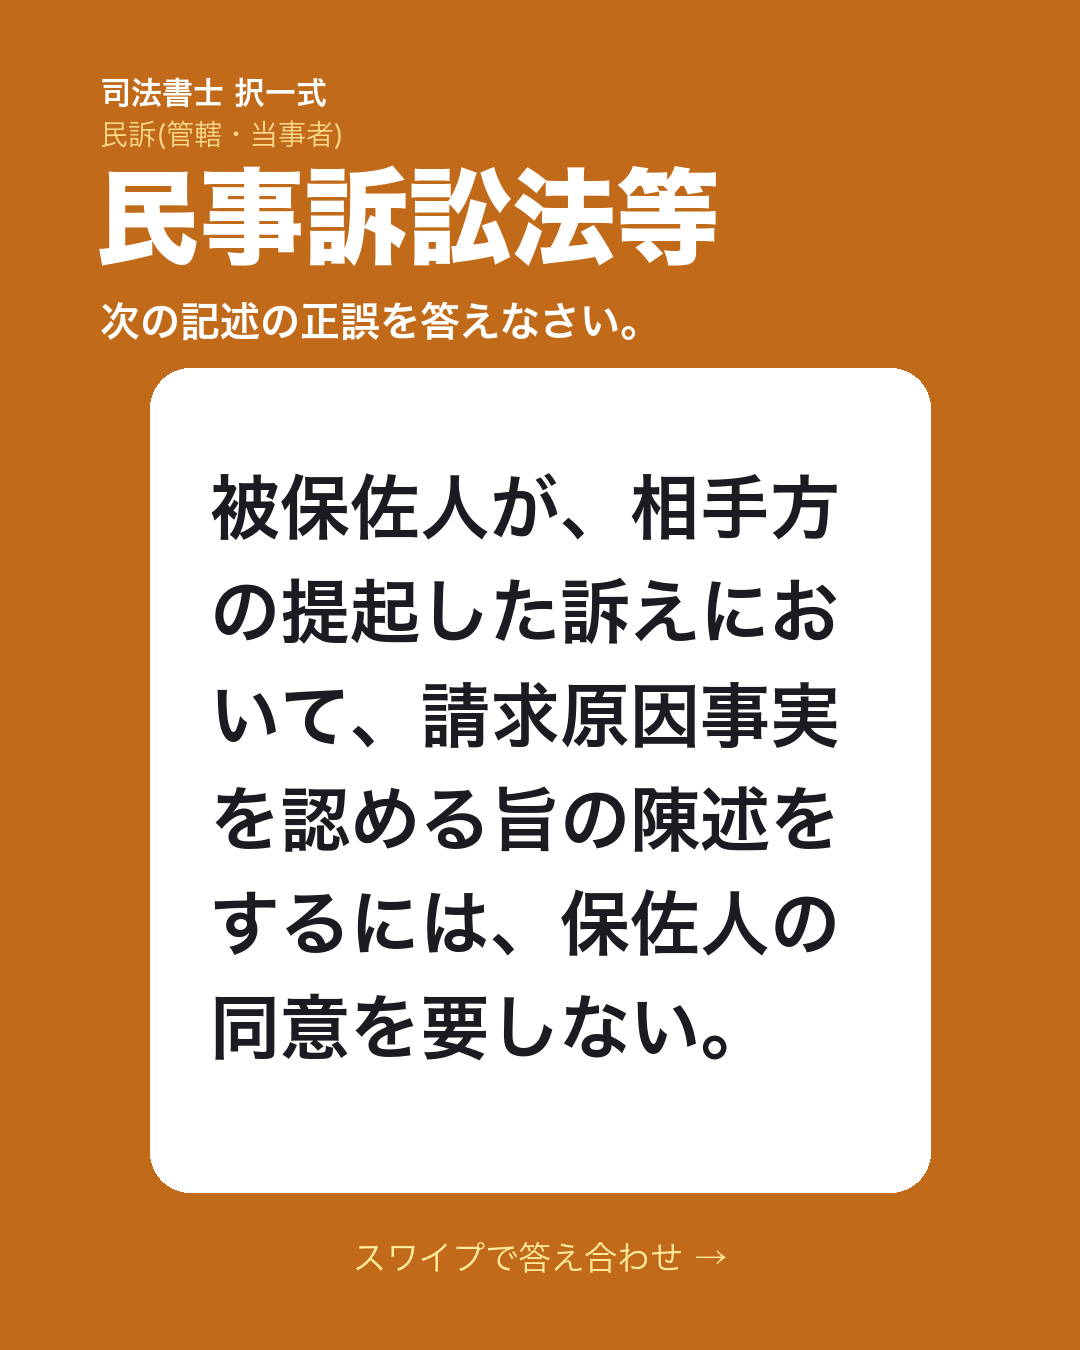 司法書士 択一式
民訴(管轄・当事者)
民事訴訟法等
次の記述の正誤を答えなさい。
被保佐人が、相手方
の提起した訴えにお
いて、請求原因事実
を認める旨の陳述を
するには、保佐人の
同意を要しない。
スワイプで答え合わせ →